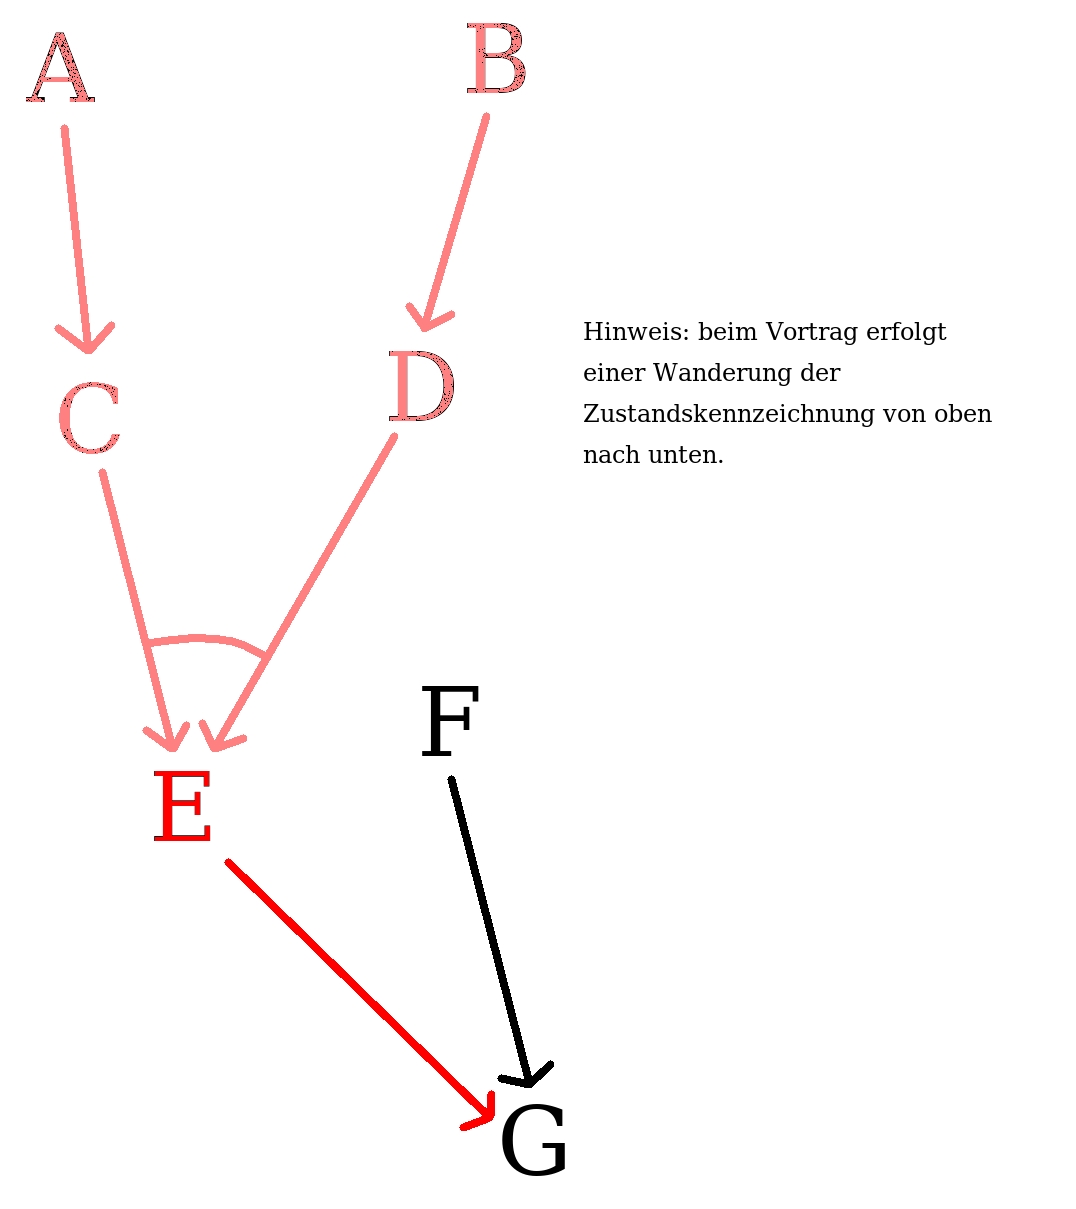 A
B
C
D
Hinweis: beim Vortrag erfolgt
einer Wanderung der
Zustandskennzeichnung von oben
nach unten.
E
F
G